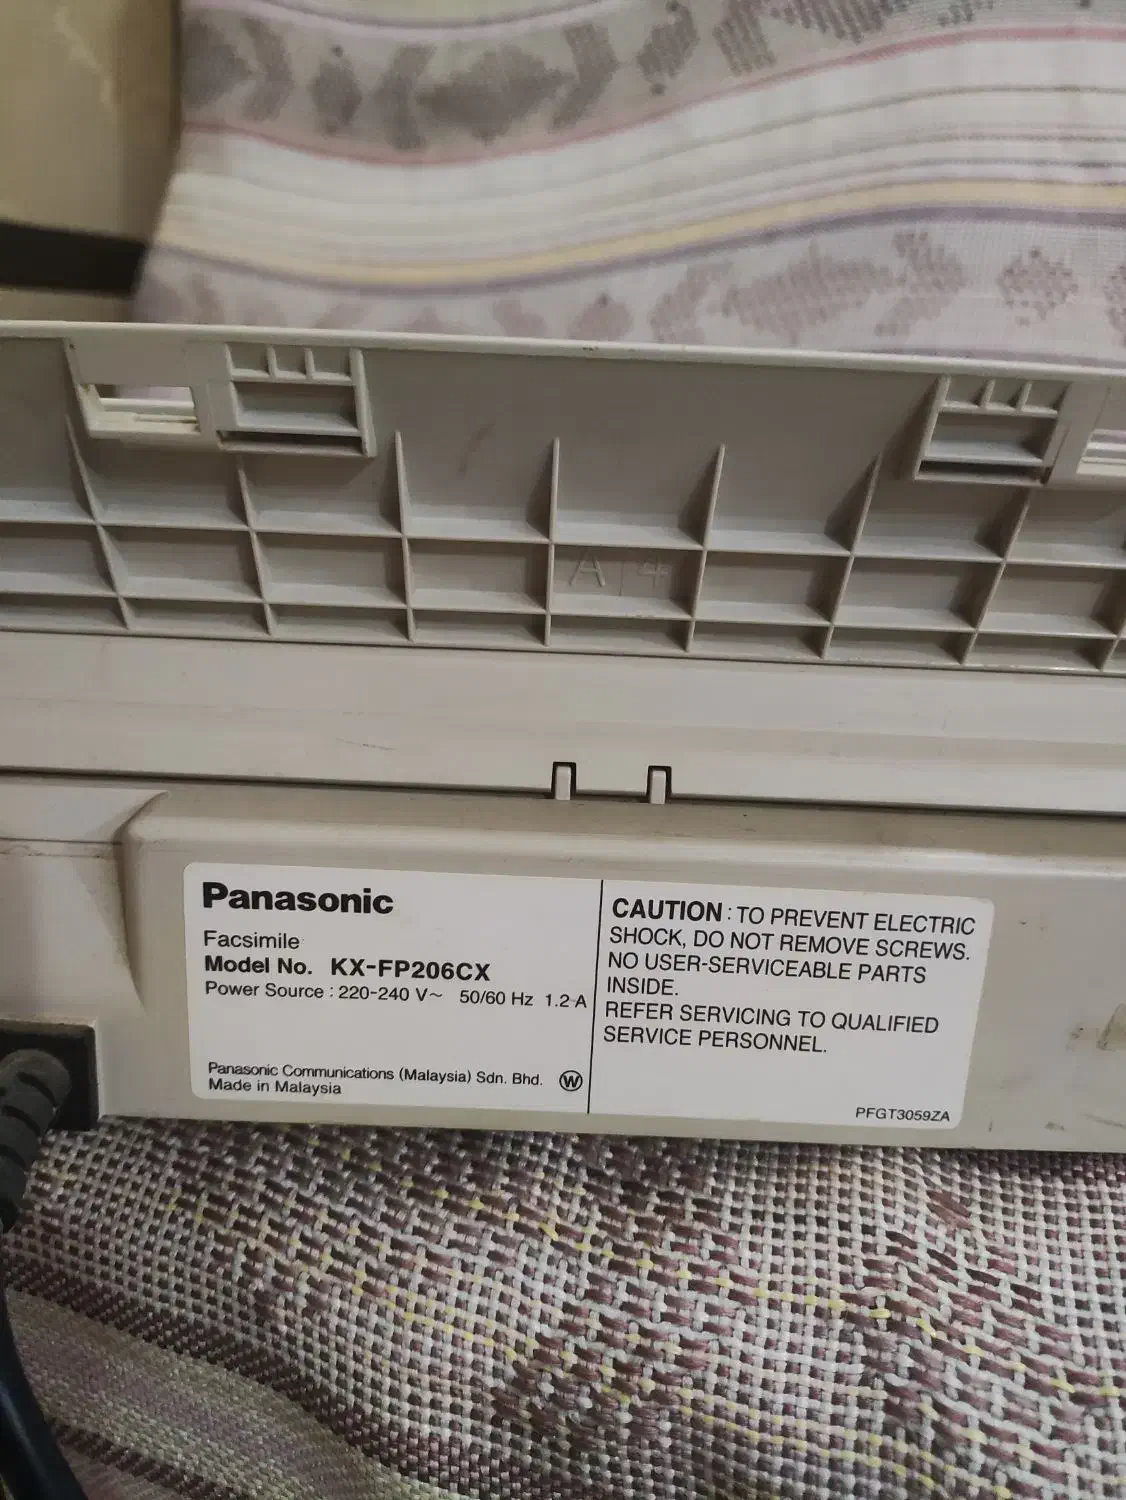 A
Panasonic
Facsimile
Model No. KX-FP206CX
Power Source : 220-240 V~ 50/60 Hz 1.2 A
Panasonic Communications (Malaysia) Sdn. Bhd. W
Made in Malaysia
CAUTION : TO PREVENT ELECTRIC
SHOCK, DO NOT REMOVE SCREWS.
NO USER-SERVICEABLE PARTS
INSIDE.
REFER SERVICING TO QUALIFIED
SERVICE PERSONNEL.
PFGT3059ZA